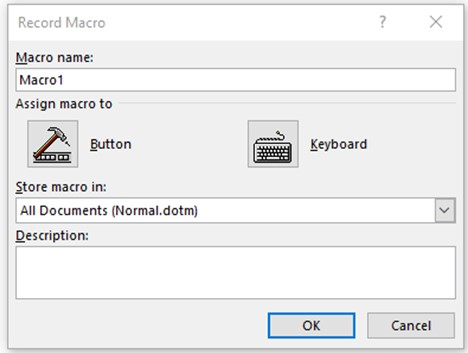 Record Macro ? ×
Macro name:
Macro1
Assign macro to
Button Keyboard
Store macro in:
All Documents (Normal.dotm)
Description:
OK Cancel